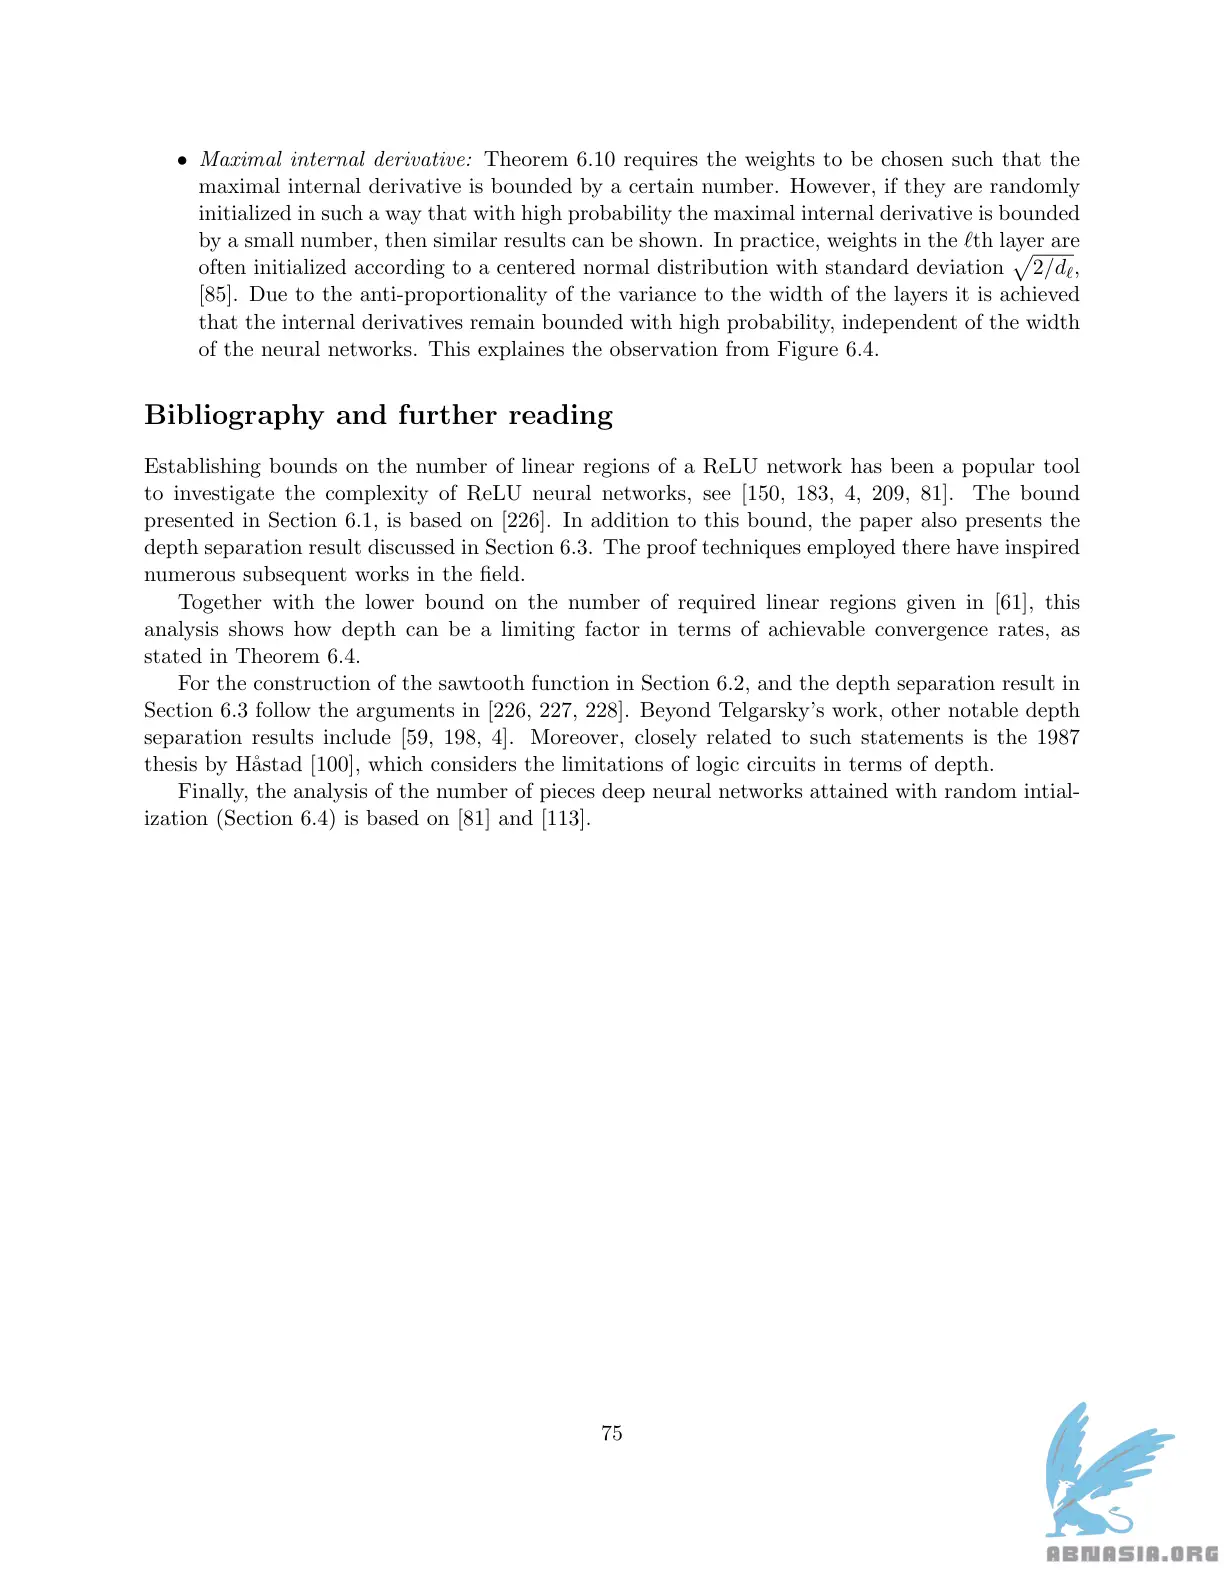 • Maximal internal derivative: Theorem 6.10 requires the weights to be chosen such that the
maximal internal derivative is bounded by a certain number. However, if they are randomly
initialized in such a way that with high probability the maximal internal derivative is bounded
by a small number, then similar results can be shown. In practice, weights in the ℓth layer are
often initialized according to a centered normal distribution with standard deviation √2/dℓ,
[85]. Due to the anti-proportionality of the variance to the width of the layers it is achieved
that the internal derivatives remain bounded with high probability, independent of the width
of the neural networks. This explaines the observation from Figure 6.4.
Bibliography and further reading
Establishing bounds on the number of linear regions of a ReLU network has been a popular tool
to investigate the complexity of ReLU neural networks, see [150, 183, 4, 209, 81]. The bound
presented in Section 6.1, is based on [226]. In addition to this bound, the paper also presents the
depth separation result discussed in Section 6.3. The proof techniques employed there have inspired
numerous subsequent works in the field.
Together with the lower bound on the number of required linear regions given in [61], this
analysis shows how depth can be a limiting factor in terms of achievable convergence rates, as
stated in Theorem 6.4.
For the construction of the sawtooth function in Section 6.2, and the depth separation result in
Section 6.3 follow the arguments in [226, 227, 228]. Beyond Telgarsky's work, other notable depth
separation results include [59, 198, 4]. Moreover, closely related to such statements is the 1987
thesis by Håstad [100], which considers the limitations of logic circuits in terms of depth.
Finally, the analysis of the number of pieces deep neural networks attained with random intial-
ization (Section 6.4) is based on [81] and [113].
75
ABNASIA.ORG